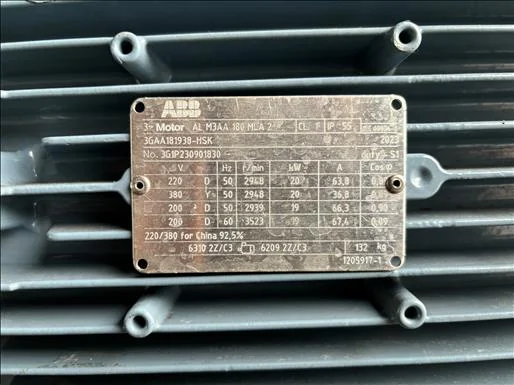 ABB
3~ Motor AL M3AA 180 MLA 2 CL. F IP 55
3GAA181938-HSK 2023
No. 3G1P230901830 - duty S1
V Hz r/min kW A Cos φ
220 D 50 2948 20 63,8
380 Y 50 2948 20 36,8
200 D 50 2939 19 66,3 0,90
200 D 60 3523 19 67,4
220/380 for China 92,5%
6310 2Z/C3 6209 2Z/C3 132 kg
1205917-1